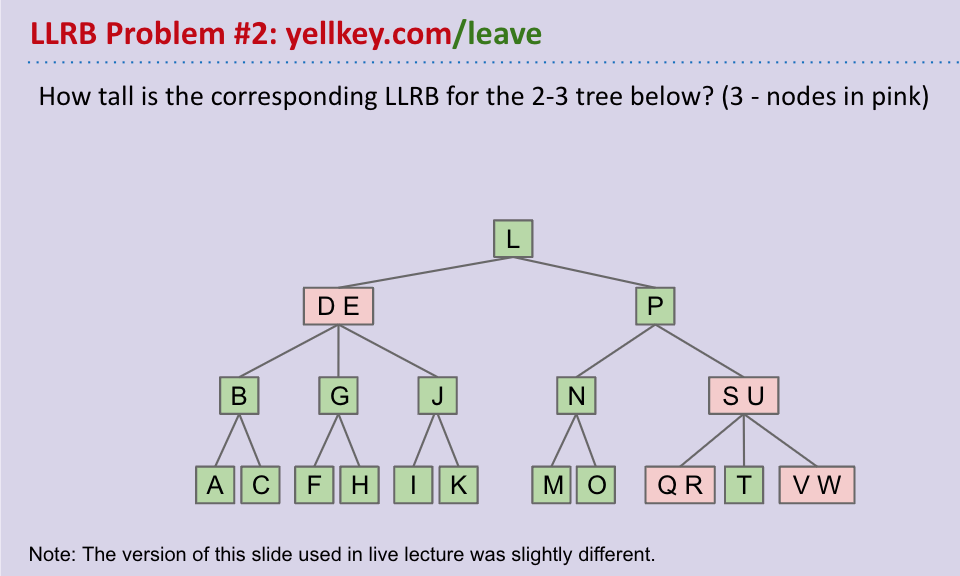 LLRB Problem #2: yellkey.com/leave
How tall is the corresponding LLRB for the 2-3 tree below? (3 - nodes in pink)
L
D E
P
B
G
J
N
S U
A
C
F
H
I
K
M
O
Q R
T
V W
Note: The version of this slide used in live lecture was slightly different.